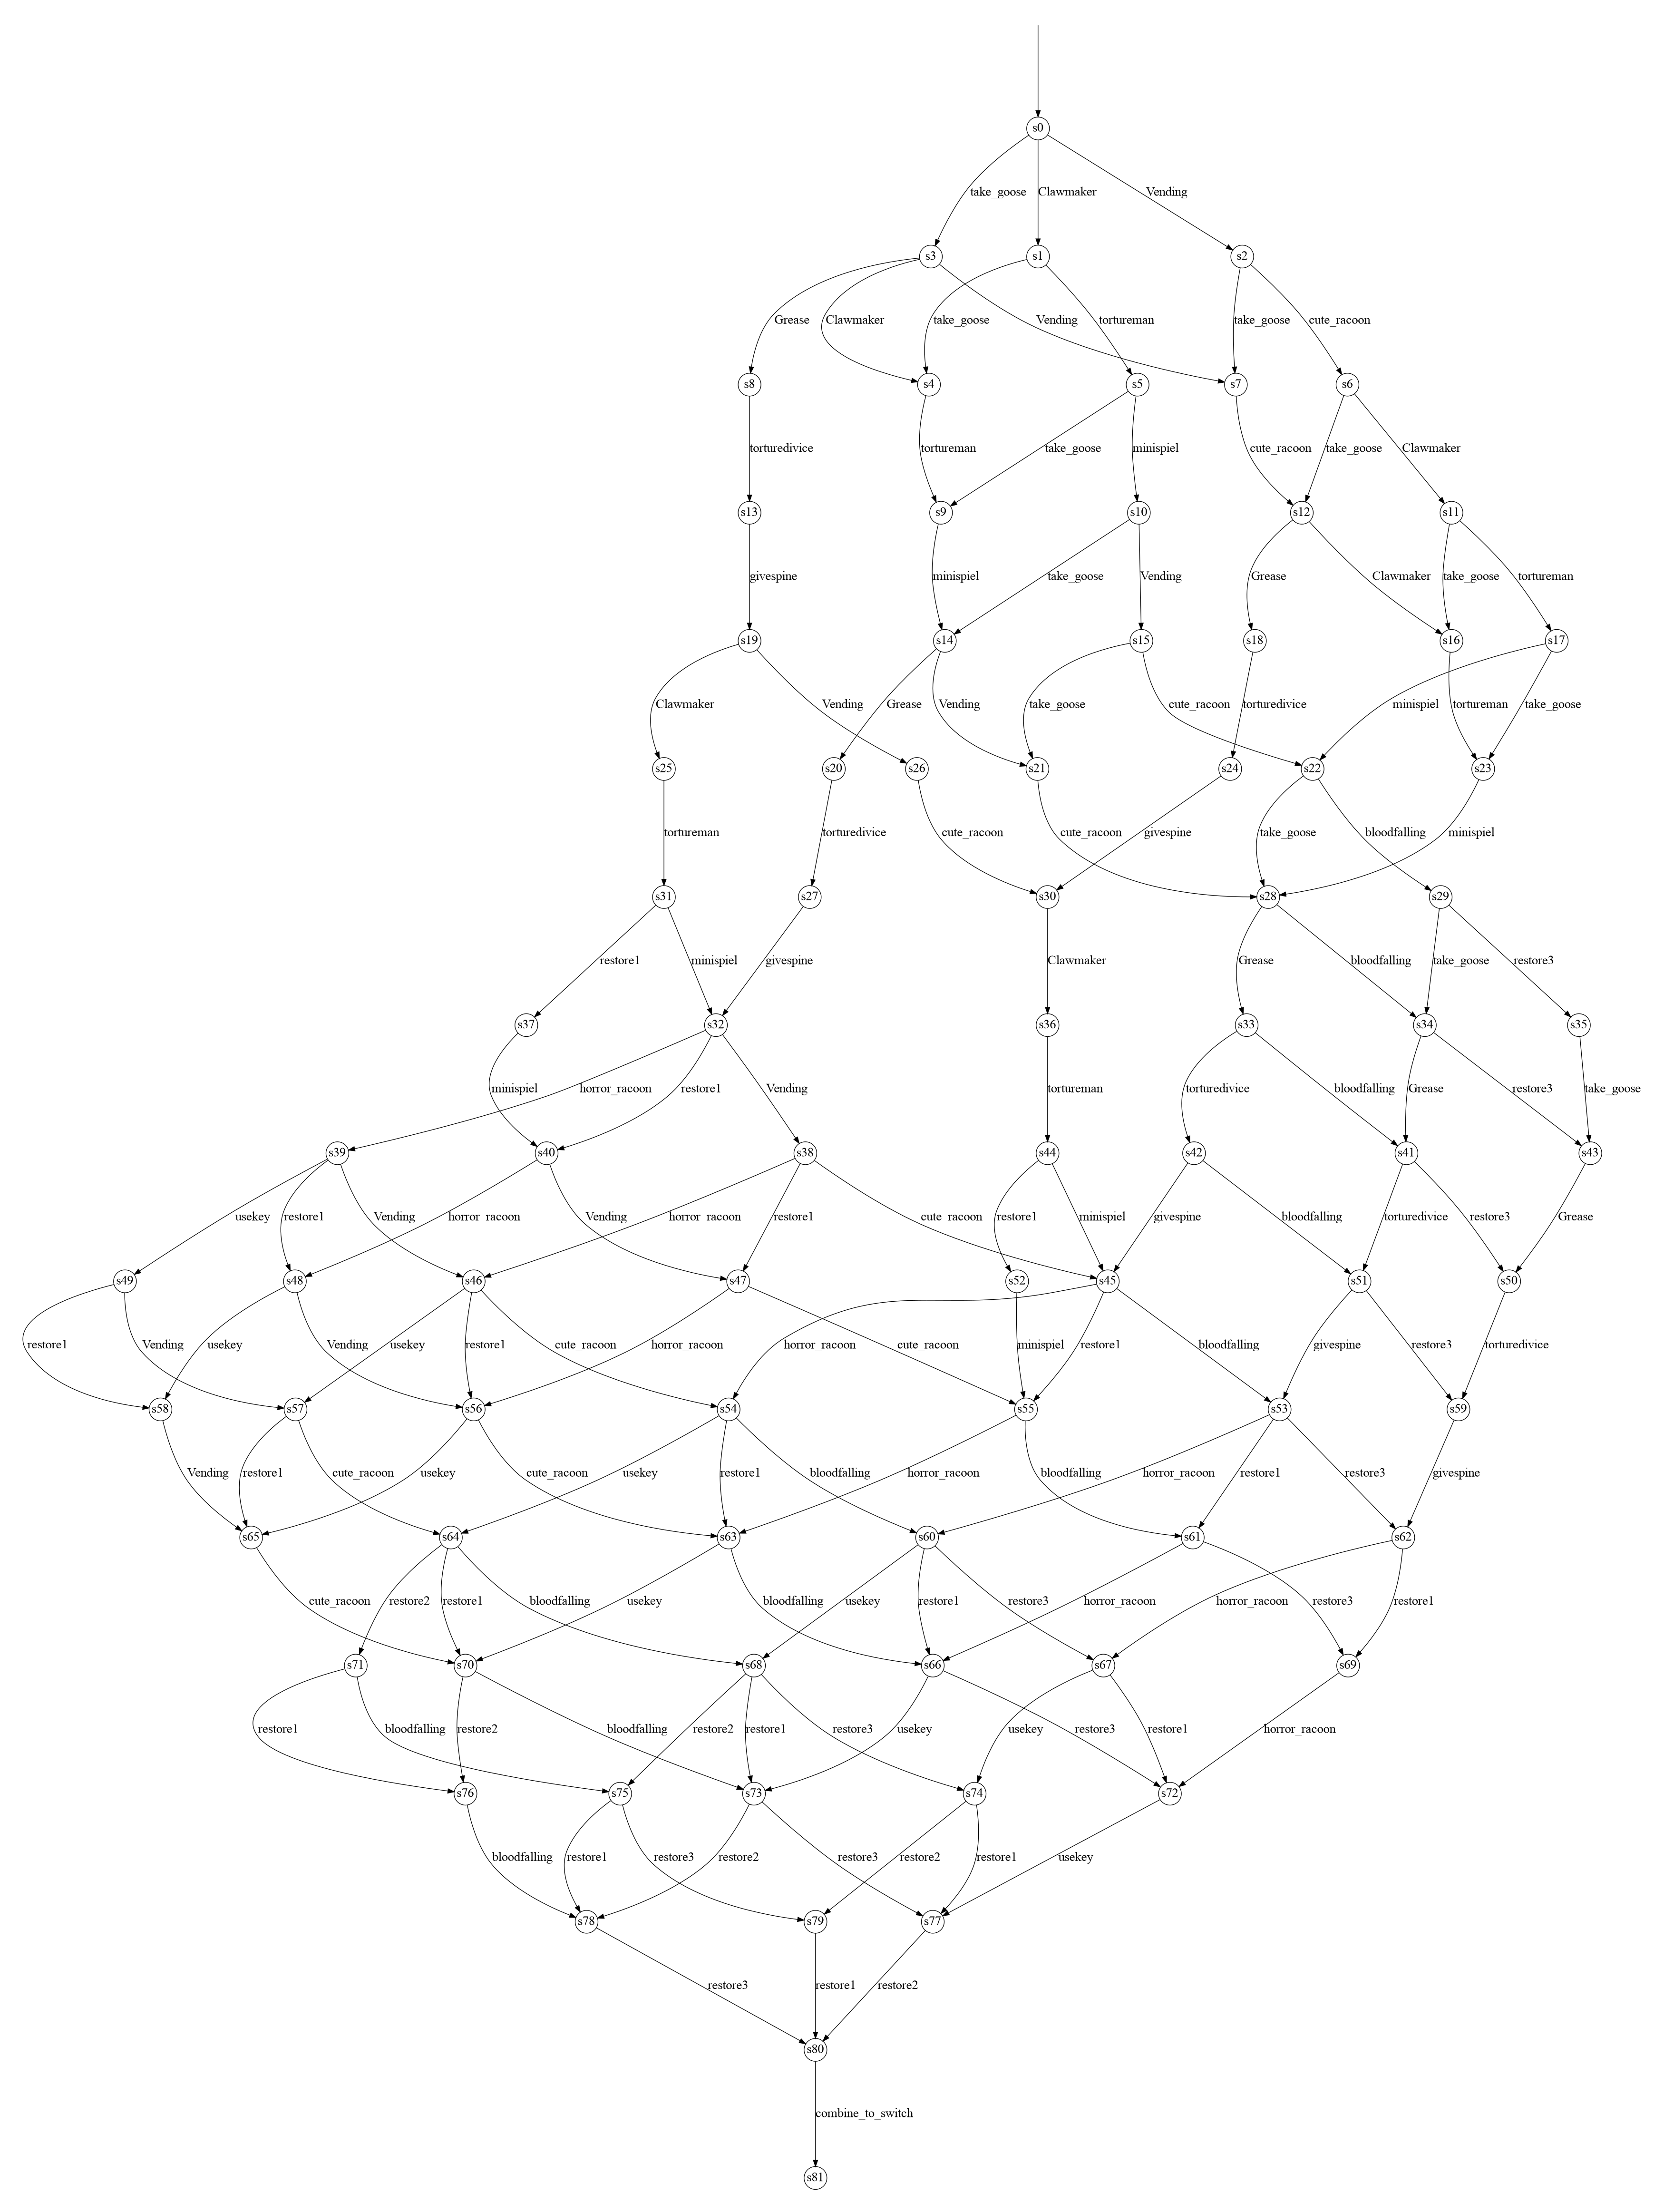 s0
take_goose Clawmaker Vending
s3 s1 s2
Grease Clawmaker take_goose Vending tortureman take_goose cute_racoon
s8 s4 s5 s7 s6
torturedivice tortureman take_goose minispiel cute_racoon take_goose Clawmaker
s13 s9 s10 s12 s11
givespine minispiel take_goose Vending Grease Clawmaker take_goose tortureman
s19 s14 s15 s18 s16 s17
Clawmaker Vending Grease Vending take_goose cute_racoon torturedivice minispiel tortureman take_goose
s25 s20 s26 s21 s24 s22 s23
tortureman torturedivice cute_racoon cute_racoon givespine take_goose bloodfalling minispiel
s31 s27 s30 s28 s29
restore1 minispiel givespine Clawmaker Grease bloodfalling take_goose restore3
s37 s32 s36 s33 s34 s35
minispiel horror_racoon restore1 Vending tortureman torturedivice bloodfalling Grease restore3 take_goose
s39 s40 s38 s44 s42 s41 s43
usekey restore1 Vending horror_racoon Vending horror_racoon restore1 cute_racoon restore1 minispiel givespine bloodfalling torturedivice restore3 Grease
s49 s48 s46 s47 s52 s45 s51 s50
restore1 Vending usekey Vending usekey restore1 cute_racoon horror_racoon horror_racoon cute_racoon minispiel restore1 bloodfalling givespine restore3 torturedivice
s58 s57 s56 s54 s55 s53 s59
Vending restore1 cute_racoon usekey cute_racoon usekey restore1 bloodfalling horror_racoon bloodfalling horror_racoon restore1 restore3 givespine
s65 s64 s63 s60 s61 s62
cute_racoon restore2 restore1 bloodfalling usekey bloodfalling usekey restore1 restore3 horror_racoon horror_racoon restore3 restore1
s71 s70 s68 s66 s67 s69
restore1 bloodfalling restore2 bloodfalling restore2 restore1 restore3 usekey usekey restore3 restore1 horror_racoon
s76 s75 s73 s74 s72
bloodfalling restore1 restore3 restore2 restore3 restore2 restore1 usekey
s78 s79 s77
restore3 restore1 restore2
s80
combine_to_switch
s81